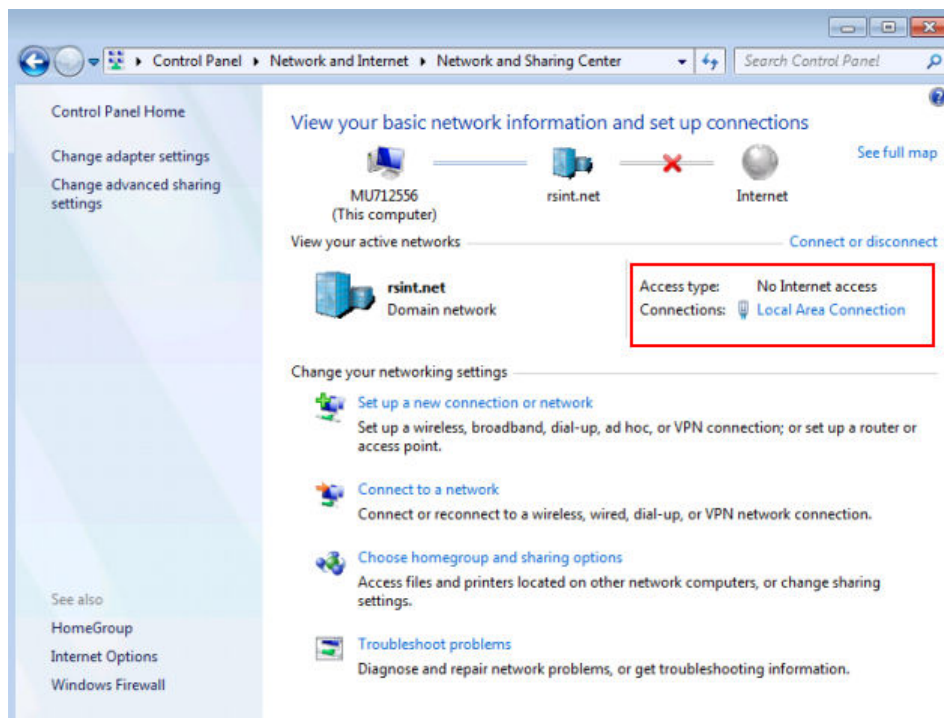 Control Panel
Network and Internet
Network and Sharing Center
Search Control Panel
Control Panel Home
Change adapter settings
Change advanced sharing
settings
See also
HomeGroup
Internet Options
Windows Firewall
View your basic network information and set up connections
See full map
MU712556
(This computer)
rsint.net
Internet
View your active networks
Connect or disconnect
rsint.net
Domain network
Access type: No Internet access
Connections: Local Area Connection
Change your networking settings
Set up a new connection or network
Set up a wireless, broadband, dial-up, ad hoc, or VPN connection; or set up a router or
access point.
Connect to a network
Connect or reconnect to a wireless, wired, dial-up, or VPN network connection.
Choose homegroup and sharing options
Access files and printers located on other network computers, or change sharing
settings.
Troubleshoot problems
Diagnose and repair network problems, or get troubleshooting information.